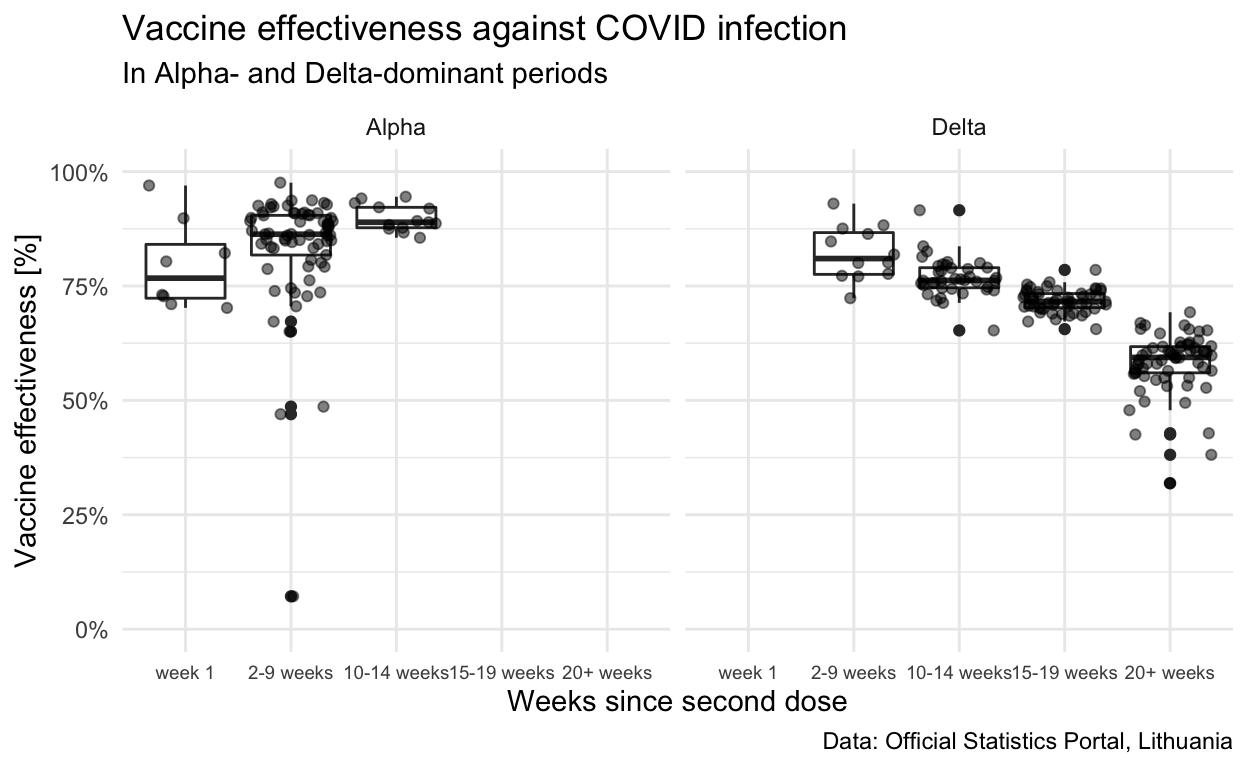 Vaccine effectiveness against COVID infection
In Alpha- and Delta-dominant periods
Alpha
Delta
Vaccine effectiveness [%]
100%
75%
50%
25%
0%
week 1 2-9 weeks 10-14 weeks 15-19 weeks 20+ weeks
week 1 2-9 weeks 10-14 weeks 15-19 weeks 20+ weeks
Weeks since second dose
Data: Official Statistics Portal, Lithuania